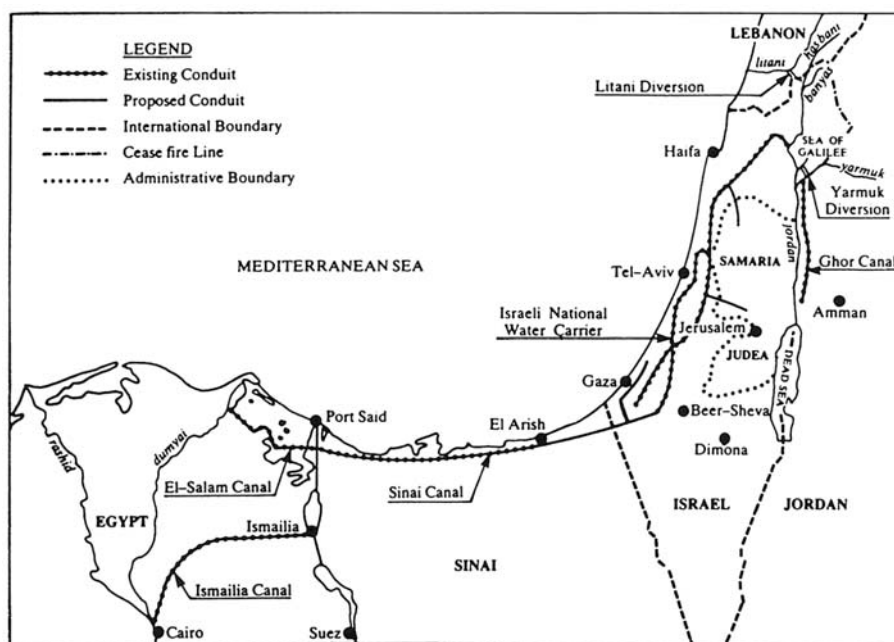 LEGEND
Existing Conduit
Proposed Conduit
International Boundary
Cease fire Line
Administrative Boundary
LEBANON
litani
hasbani
banyas
Litani Diversion
Haifa
SEA OF
GALILEE
yarmuk
Yarmuk
Diversion
jordan
SAMARIA
MEDITERRANEAN SEA
Tel-Aviv
Ghor Canal
Israeli National
Water Carrier
Jerusalem
Amman
JUDEA
DEAD SEA
Gaza
Beer-Sheva
Port Said
El Arish
Dimona
rashid
dumyai
El-Salam Canal
Sinai Canal
ISRAEL
JORDAN
EGYPT
Ismailia
SINAI
Ismailia Canal
Cairo
Suez